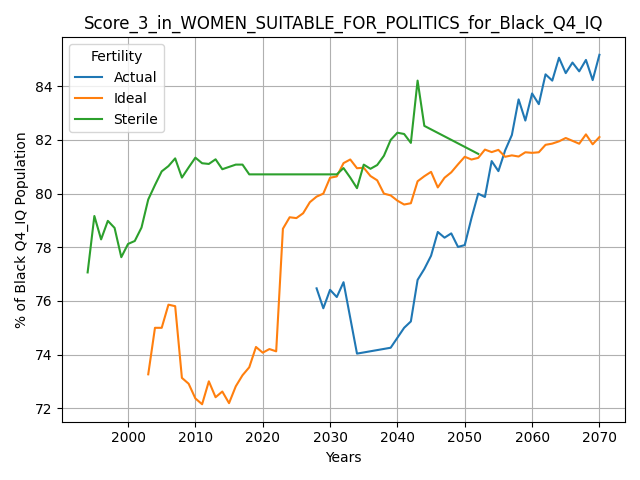 Score_3_in_WOMEN_SUITABLE_FOR_POLITICS_for_Black_Q4_IQ
Fertility
Actual
Ideal
Sterile
% of Black Q4_IQ Population
84
82
80
78
76
74
72
2000 2010 2020 2030 2040 2050 2060 2070
Years